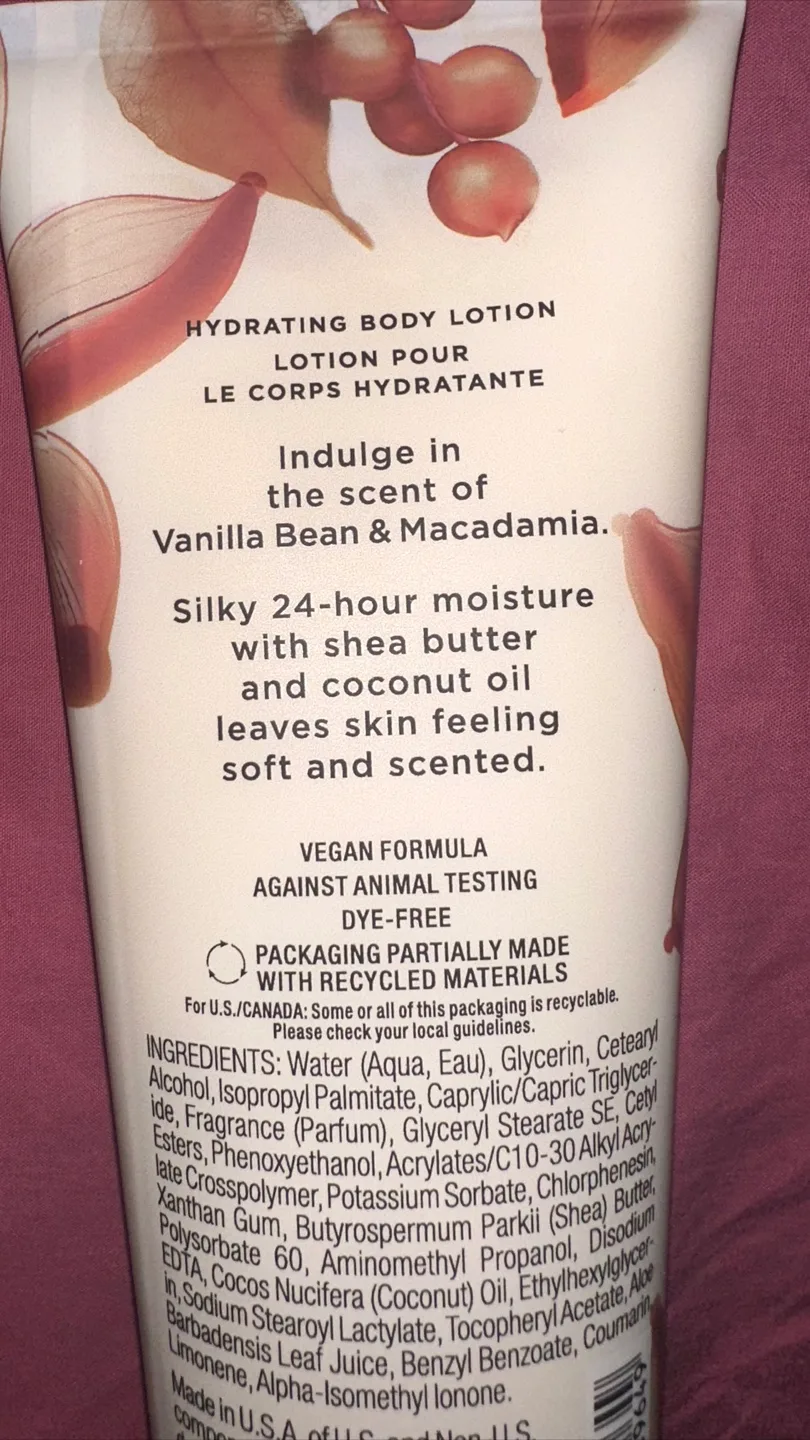 HYDRATING BODY LOTION
LOTION POUR
LE CORPS HYDRATANTE
Indulge in
the scent of
Vanilla Bean & Macadamia.
Silky 24-hour moisture
with shea butter
and coconut oil
leaves skin feeling
soft and scented.
VEGAN FORMULA
AGAINST ANIMAL TESTING
DYE-FREE
PACKAGING PARTIALLY MADE
WITH RECYCLED MATERIALS
For U.S./CANADA: Some or all of this packaging is recyclable.
Please check your local guidelines.
INGREDIENTS: Water (Aqua, Eau), Glycerin, Cetearyl
Alcohol, Isopropyl Palmitate, Caprylic/Capric Triglycer-
ide, Fragrance (Parfum), Glyceryl Stearate SE, Cetyl
Esters, Phenoxyethanol, Acrylates/C10-30 Alkyl Acry-
late Crosspolymer, Potassium Sorbate, Chlorphenesin,
Xanthan Gum, Butyrospermum Parkii (Shea) Butter,
Polysorbate 60, Aminomethyl Propanol, Disodium
EDTA, Cocos Nucifera (Coconut) Oil, Ethylhexylglycer-
in, Sodium Stearoyl Lactylate, Tocopheryl Acetate, Aloe
Barbadensis Leaf Juice, Benzyl Benzoate, Coumarin,
Limonene, Alpha-Isomethyl Ionone.
Made in U.S.A. of U.S. and Non-U.S.